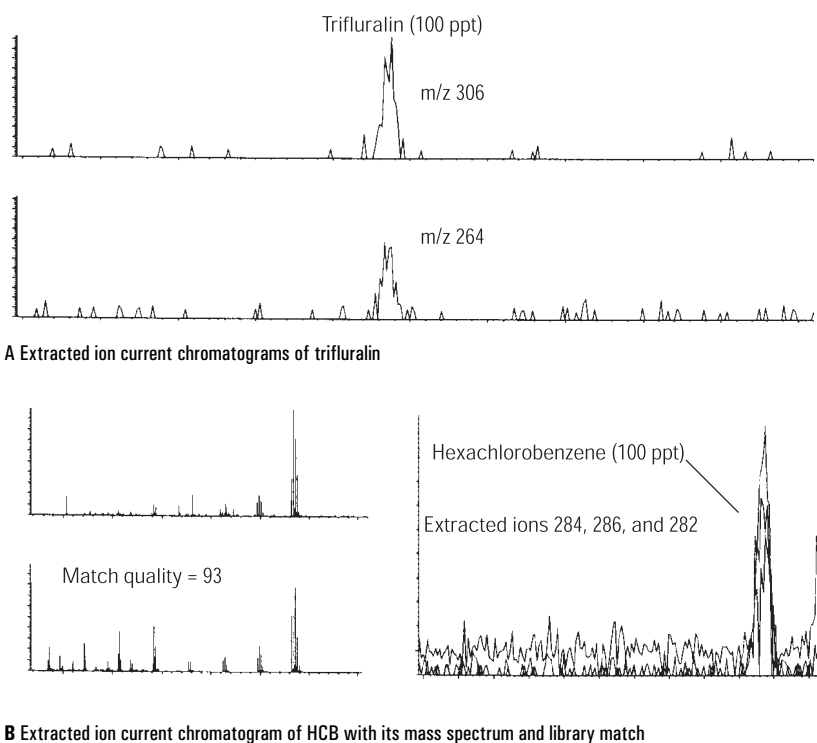 Trifluralin (100 ppt)
m/z 306
m/z 264
A Extracted ion current chromatograms of trifluralin
Match quality = 93
Hexachlorobenzene (100 ppt)
Extracted ions 284, 286, and 282
B Extracted ion current chromatogram of HCB with its mass spectrum and library match